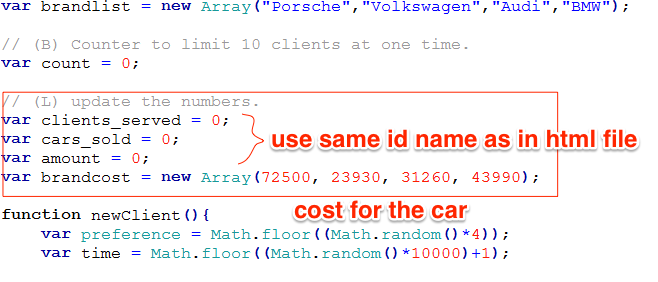 var brandlist = new Array("Porsche","Volkswagen","Audi","BMW");
// (B) Counter to limit 10 clients at one time.
var count = 0;
// (L) update the numbers.
var clients_served = 0;
var cars_sold = 0;
use same id name as in html file
var amount = 0;
var brandcost = new Array(72500, 23930, 31260, 43990);
cost for the car
function newClient(){
var preference = Math.floor((Math.random()*4));
var time = Math.floor((Math.random()*10000)+1);